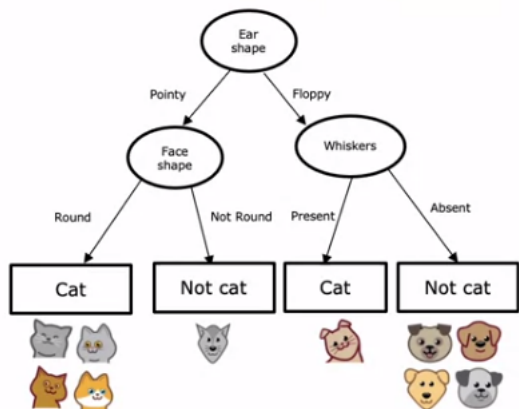 Ear
shape
Pointy
Floppy
Face
shape
Whiskers
Round
Not Round
Present
Absent
Cat
Not cat
Cat
Not cat